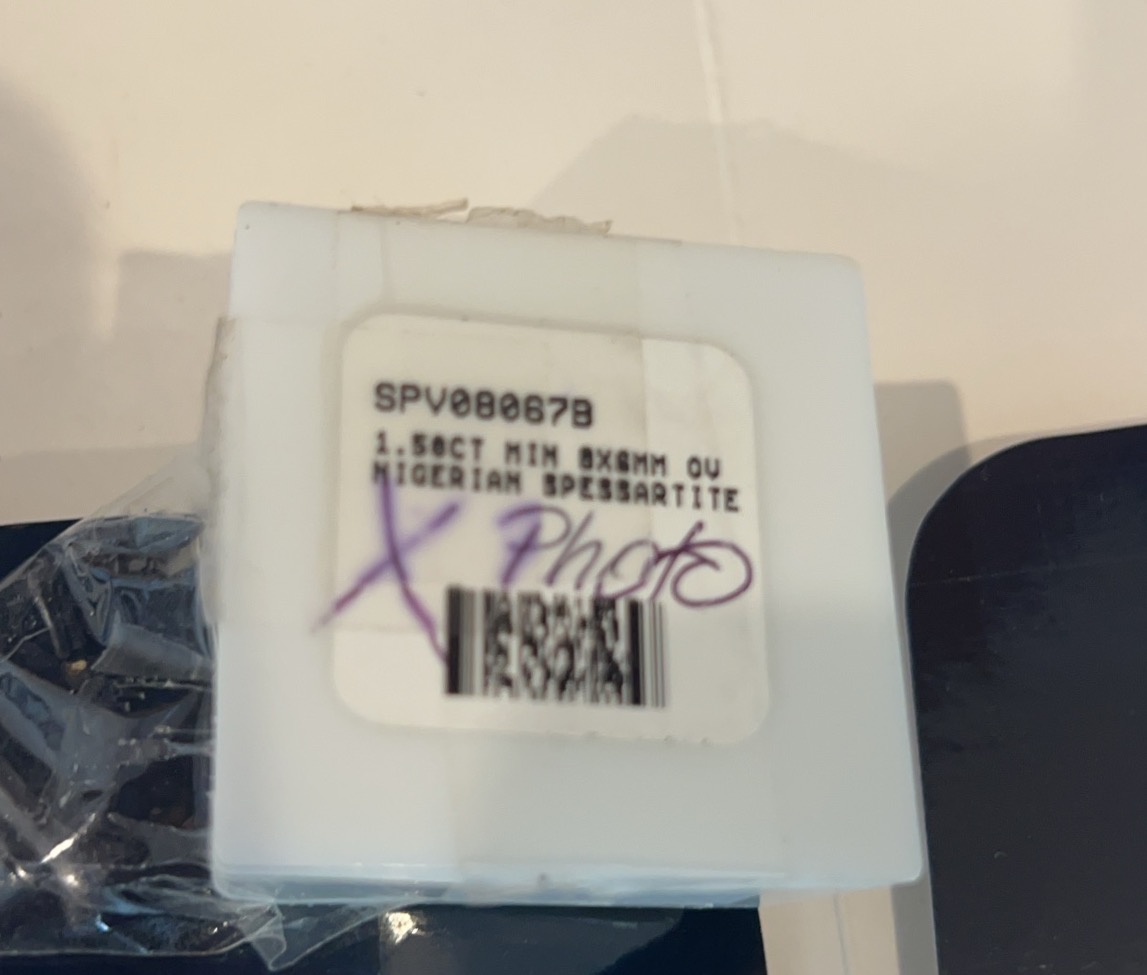 SPV08067B
1.50CT MIN 8X6MM OV
NIGERIAN SPESSARTITE
X Photo